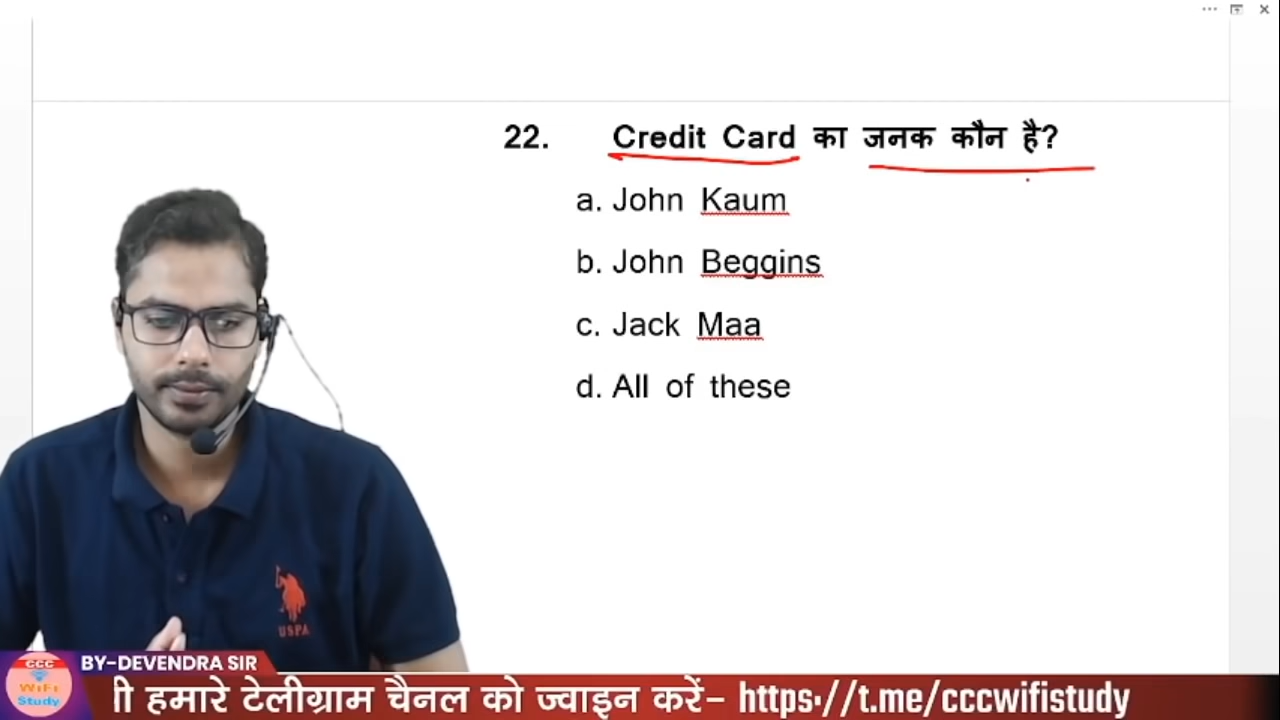 22. Credit Card का जनक कौन है?
a. John Kaum
b. John Beggins
c. Jack Maa
d. All of these
USPA
CCC
WiFi
Study
BY-DEVENDRA SIR
हमारे टेलीग्राम चैनल को ज्वाइन करें- https://t.me/cccwifistudy